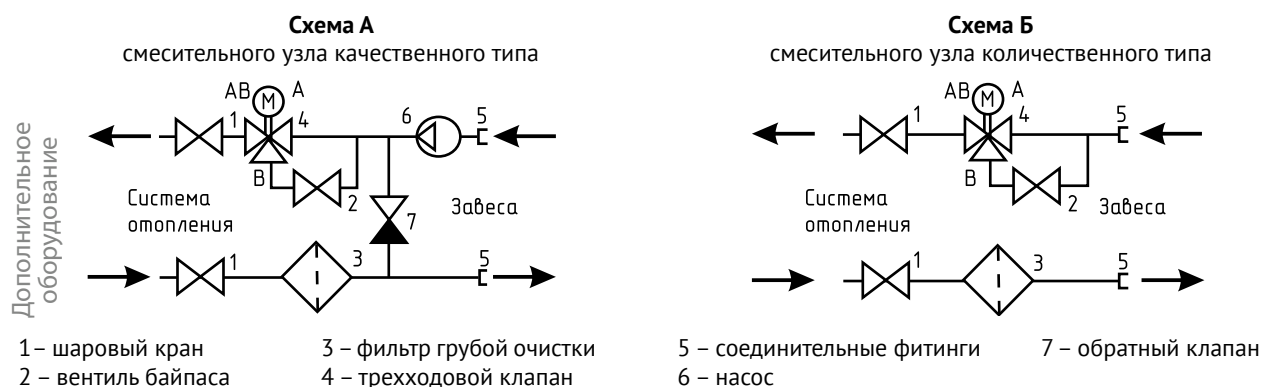 Схема А
смесительного узла качественного типа
АВ М А
1 4 6 5
В
2
Система
отопления
Завеса
7
1 3 5
Схема Б
смесительного узла количественного типа
АВ М А
1 4 5
В
2
Система
отопления
Завеса
1 3 5
Дополнительное
оборудование
1 – шаровый кран
2 – вентиль байпаса
3 – фильтр грубой очистки
4 – трехходовой клапан
5 – соединительные фитинги
6 – насос
7 – обратный клапан